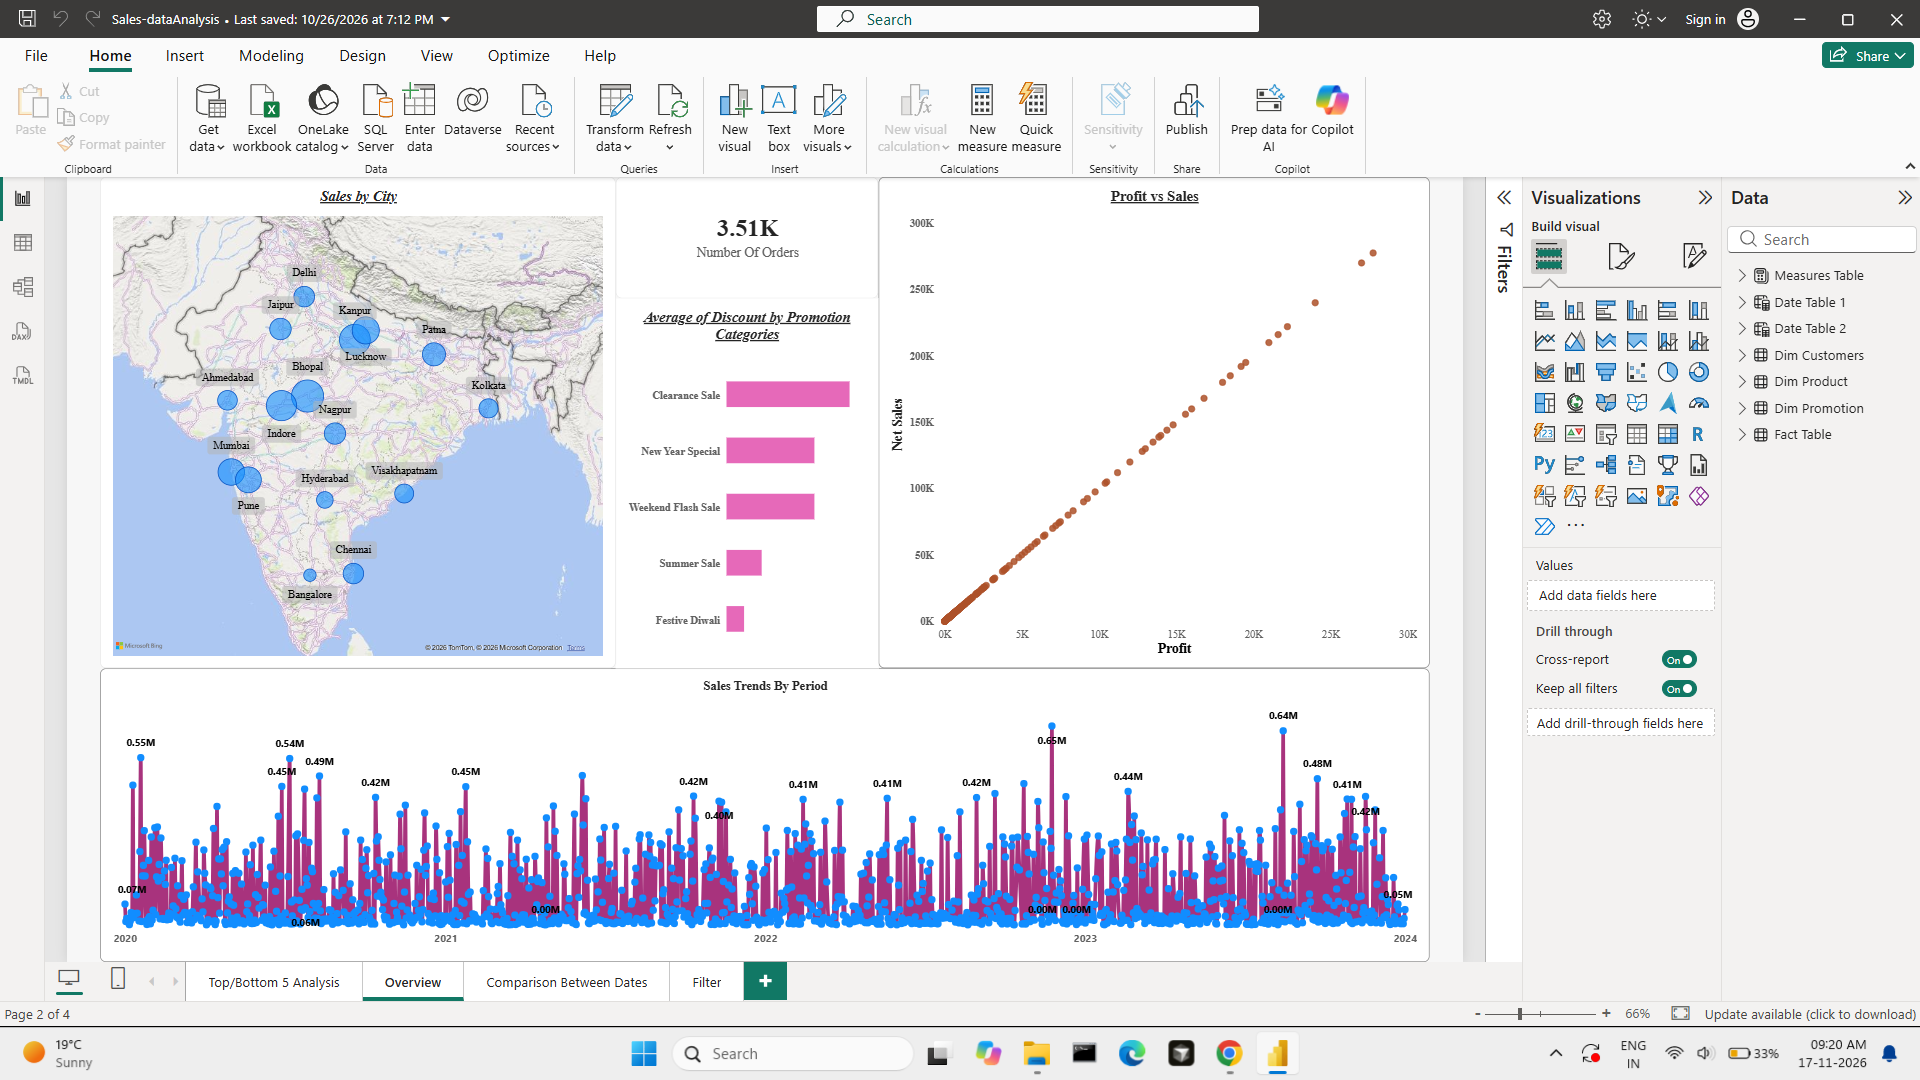 Sales-dataAnalysis • Last saved: 10/26/2026 at 7:12 PM
Search
Sign in
File
Home
Insert
Modeling
Design
View
Optimize
Help
Share
Paste
Cut
Copy
Format painter
Clipboard
Get data
Excel workbook
OneLake catalog
SQL Server
Enter data
Dataverse
Recent sources
Data
Transform data
Refresh
Queries
New visual
Text box
More visuals
Insert
New visual calculation
New measure
Quick measure
Calculations
Sensitivity
Sensitivity
Publish
Share
Prep data for AI
Copilot
Copilot
DAX
TMDL
Sales by City
Delhi
Jaipur
Kanpur
Patna
Lucknow
Bhopal
Ahmedabad
Kolkata
Nagpur
Indore
Mumbai
Visakhapatnam
Hyderabad
Pune
Chennai
Bangalore
Microsoft Bing
© 2026 TomTom, © 2026 Microsoft Corporation Terms
3.51K
Number Of Orders
Average of Discount by Promotion
Categories
Clearance Sale
New Year Special
Weekend Flash Sale
Summer Sale
Festive Diwali
Profit vs Sales
300K
250K
200K
150K
100K
50K
0K
Net Sales
0K 5K 10K 15K 20K 25K 30K
Profit
Sales Trends By Period
0.55M
0.54M
0.45M
0.49M
0.42M
0.45M
0.42M
0.40M
0.41M
0.41M
0.42M
0.65M
0.44M
0.64M
0.48M
0.41M
0.42M
0.07M
0.06M
0.00M
0.00M
0.00M
0.00M
0.05M
2020 2021 2022 2023 2024
Filters
Visualizations
Build visual
123
R
Py
Values
Add data fields here
Drill through
Cross-report
On
Keep all filters
On
Add drill-through fields here
Data
Search
Measures Table
Date Table 1
Date Table 2
Dim Customers
Dim Product
Dim Promotion
Fact Table
Top/Bottom 5 Analysis
Overview
Comparison Between Dates
Filter
Page 2 of 4
- + 66%
Update available (click to download)
19°C
Sunny
Search
ENG
IN
33%
09:20 AM
17-11-2026